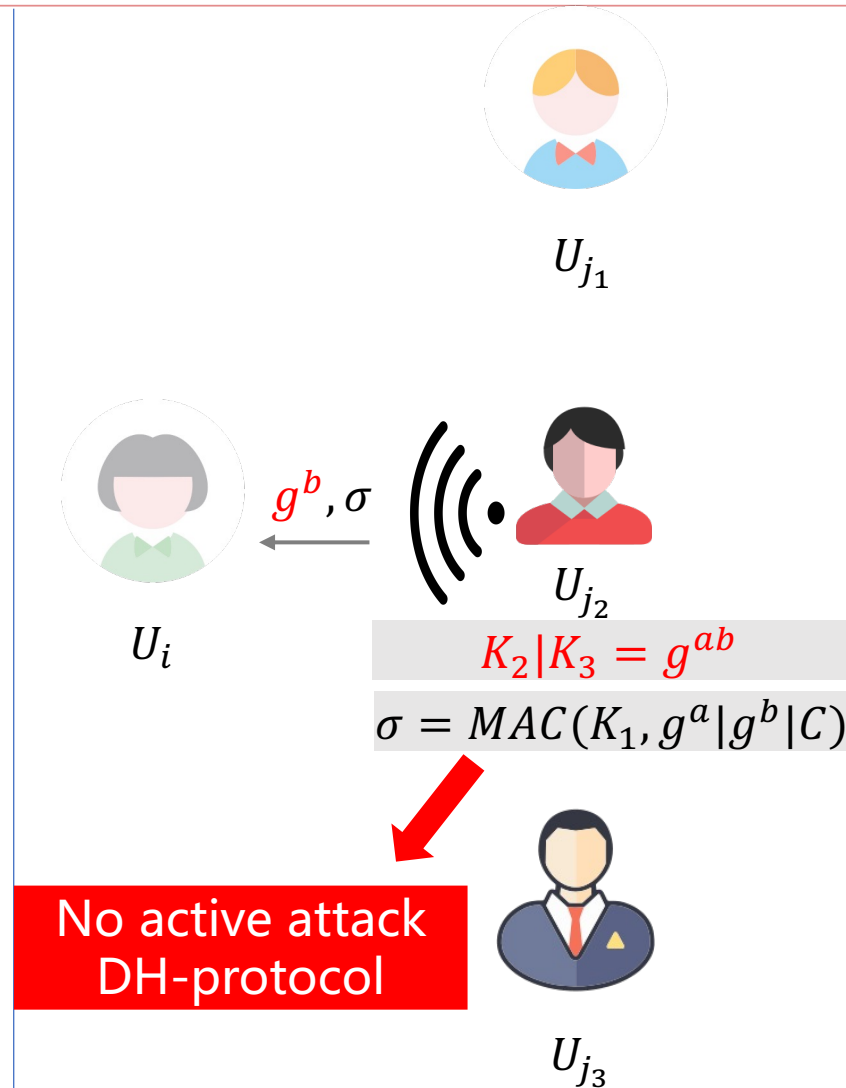 U_{j_1}
g^b, σ
U_i
U_{j_2}
K_2|K_3 = g^{ab}
σ = MAC(K_1, g^a|g^b|C)
No active attack
DH-protocol
U_{j_3}